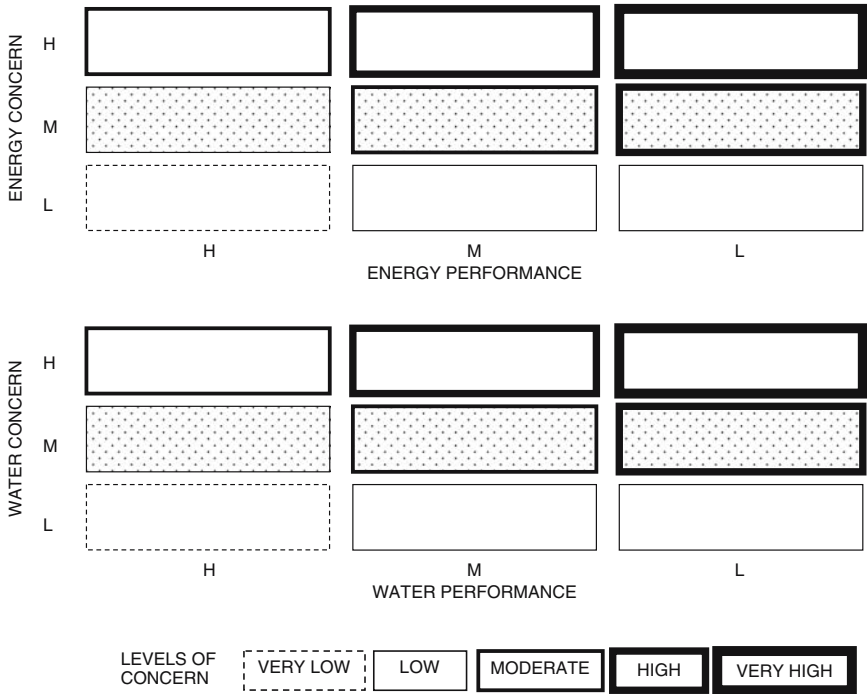 ENERGY CONCERN
H
M
L
H M L
ENERGY PERFORMANCE
WATER CONCERN
H
M
L
H M L
WATER PERFORMANCE
LEVELS OF
CONCERN
VERY LOW LOW MODERATE HIGH VERY HIGH